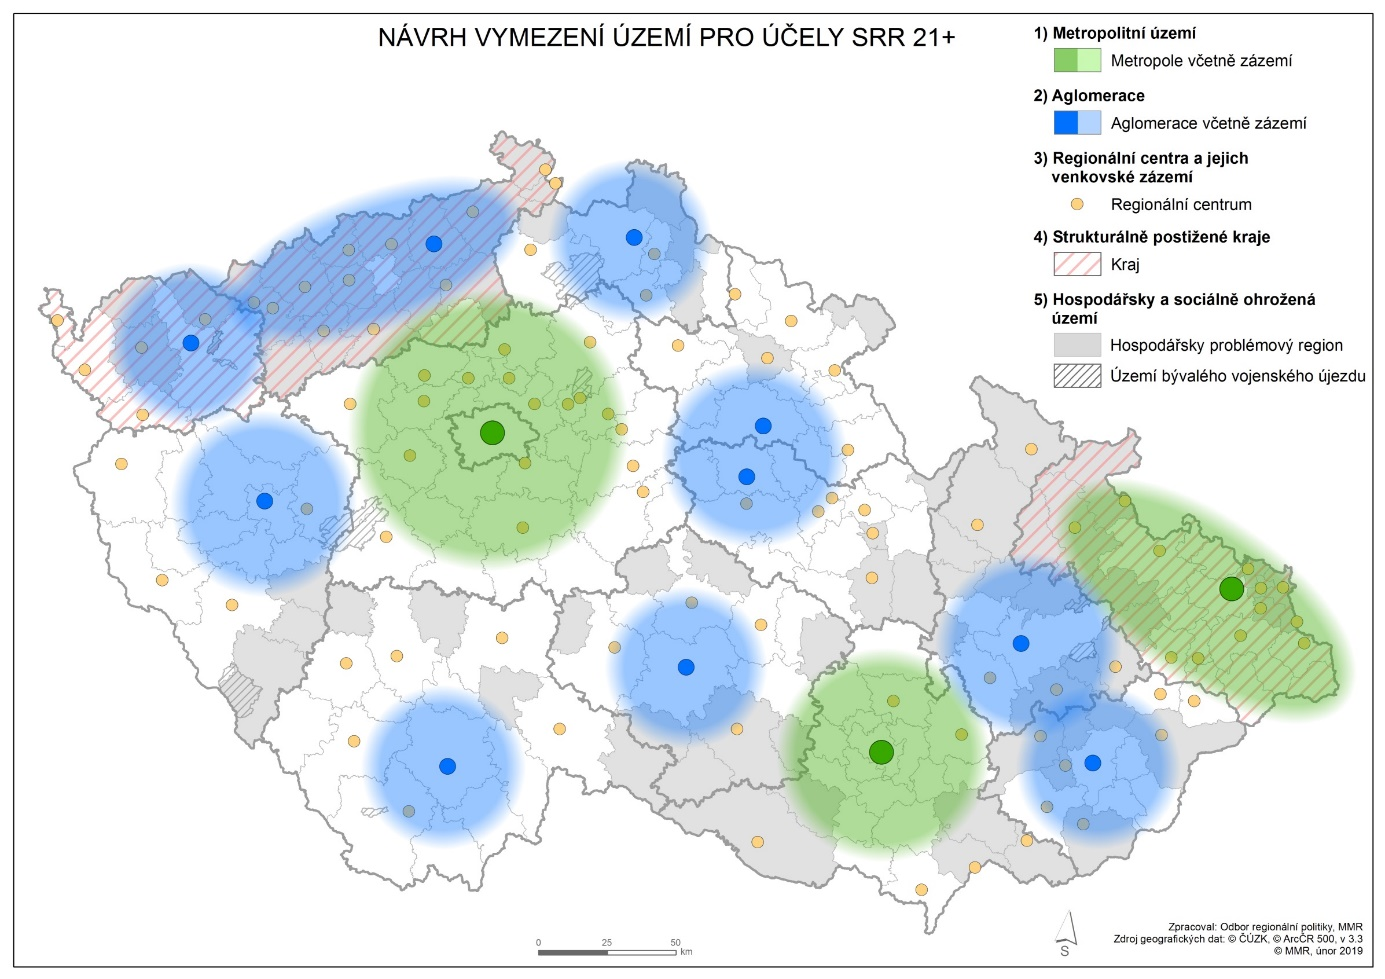 NÁVRH VYMEZENÍ ÚZEMÍ PRO ÚČELY SRR 21+
1) Metropolitní území
Metropole včetně zázemí
2) Aglomerace
Aglomerace včetně zázemí
3) Regionální centra a jejich
venkovské zázemí
Regionální centrum
4) Strukturálně postižené kraje
Kraj
5) Hospodářsky a sociálně ohrožená
území
Hospodářsky problémový region
Území bývalého vojenského újezdu
0 25 50
km
S
Zpracoval: Odbor regionální politiky, MMR
Zdroj geografických dat: © ČÚZK, © ArcČR 500, v 3.3
© MMR, únor 2019